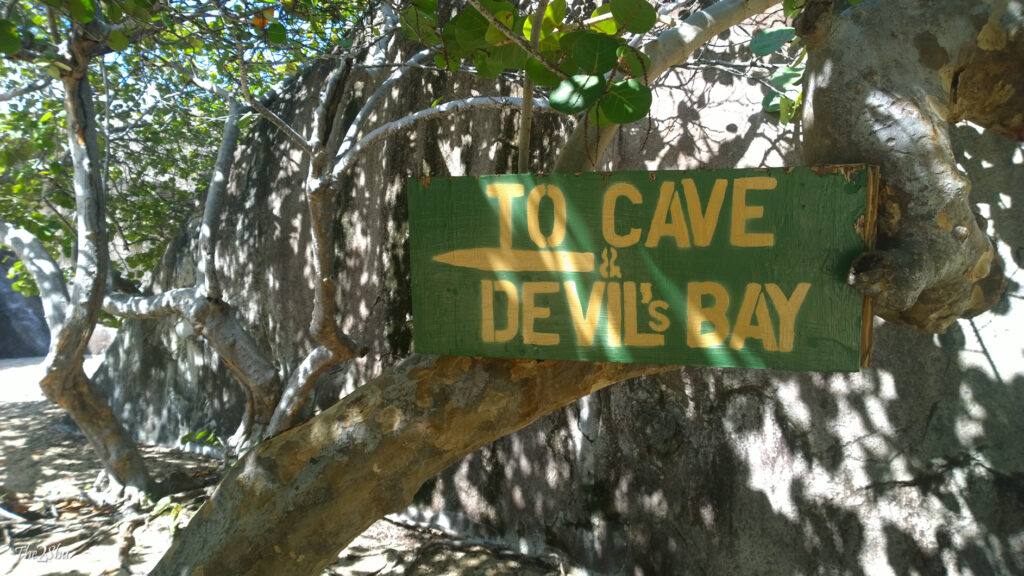 TO CAVE
&
DEVIL's BAY